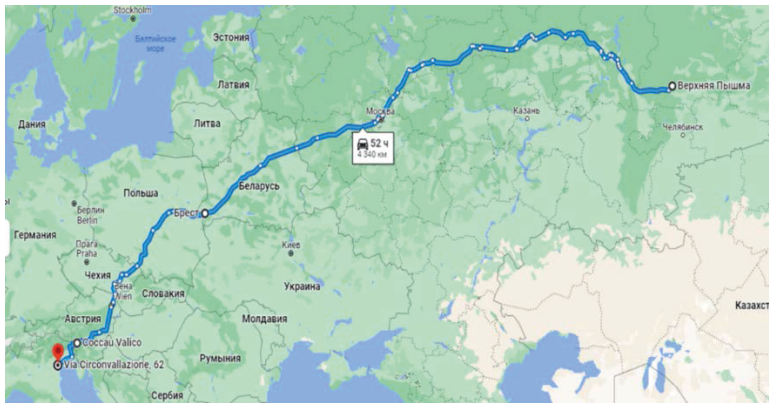 Stockholm
Балтийское
море
Эстония
Латвия
Литва
Дания
Москва
Казань
Верхняя Пышма
Челябинск
52 ч
4 340 км
Беларусь
Польша
Берлин
Berlin
Брест
Германия
Прага
Praha
Киев
Чехия
Вена
Wien
Словакия
Украина
Австрия
Молдавия
Казахст
Coccau Valico
Via Circonvallazione, 62
Румыния
Сербия